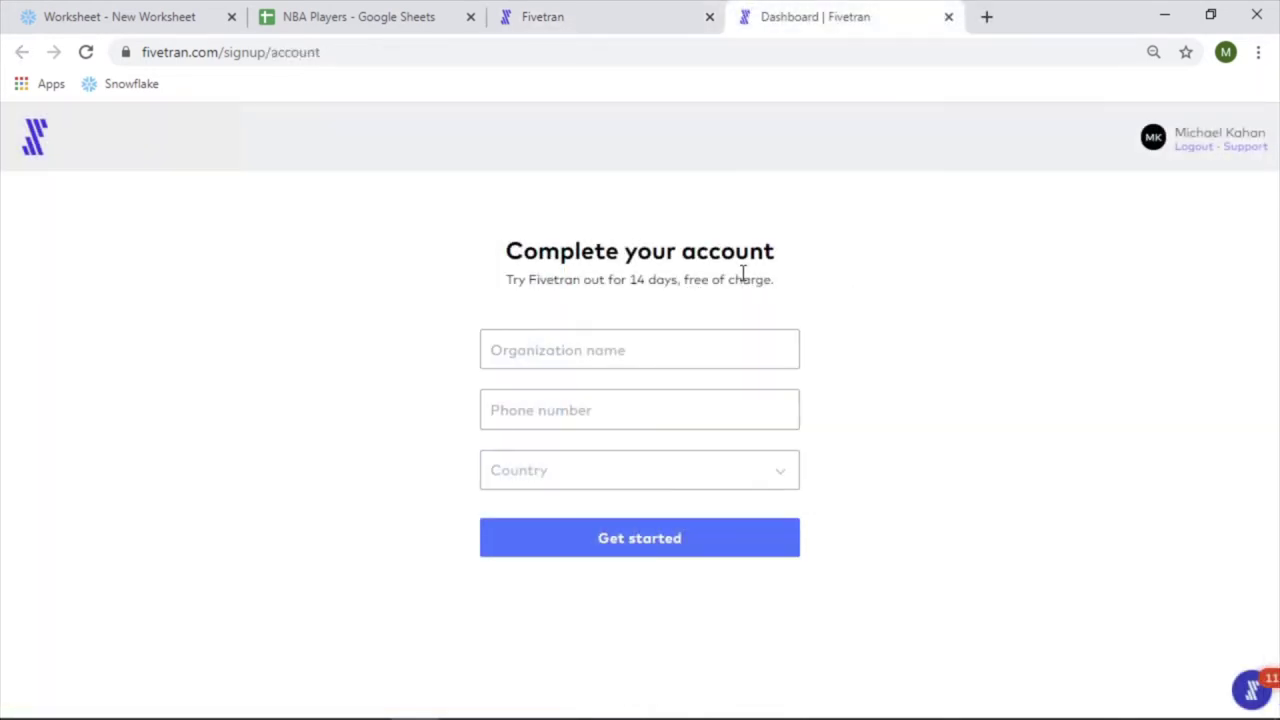 Worksheet - New Worksheet
NBA Players - Google Sheets
Fivetran
Dashboard | Fivetran
fivetran.com/signup/account
M
Apps
Snowflake
MK
Michael Kahan
Logout - Support
Complete your account
Try Fivetran out for 14 days, free of charge.
Organization name
Phone number
Country
Get started
11